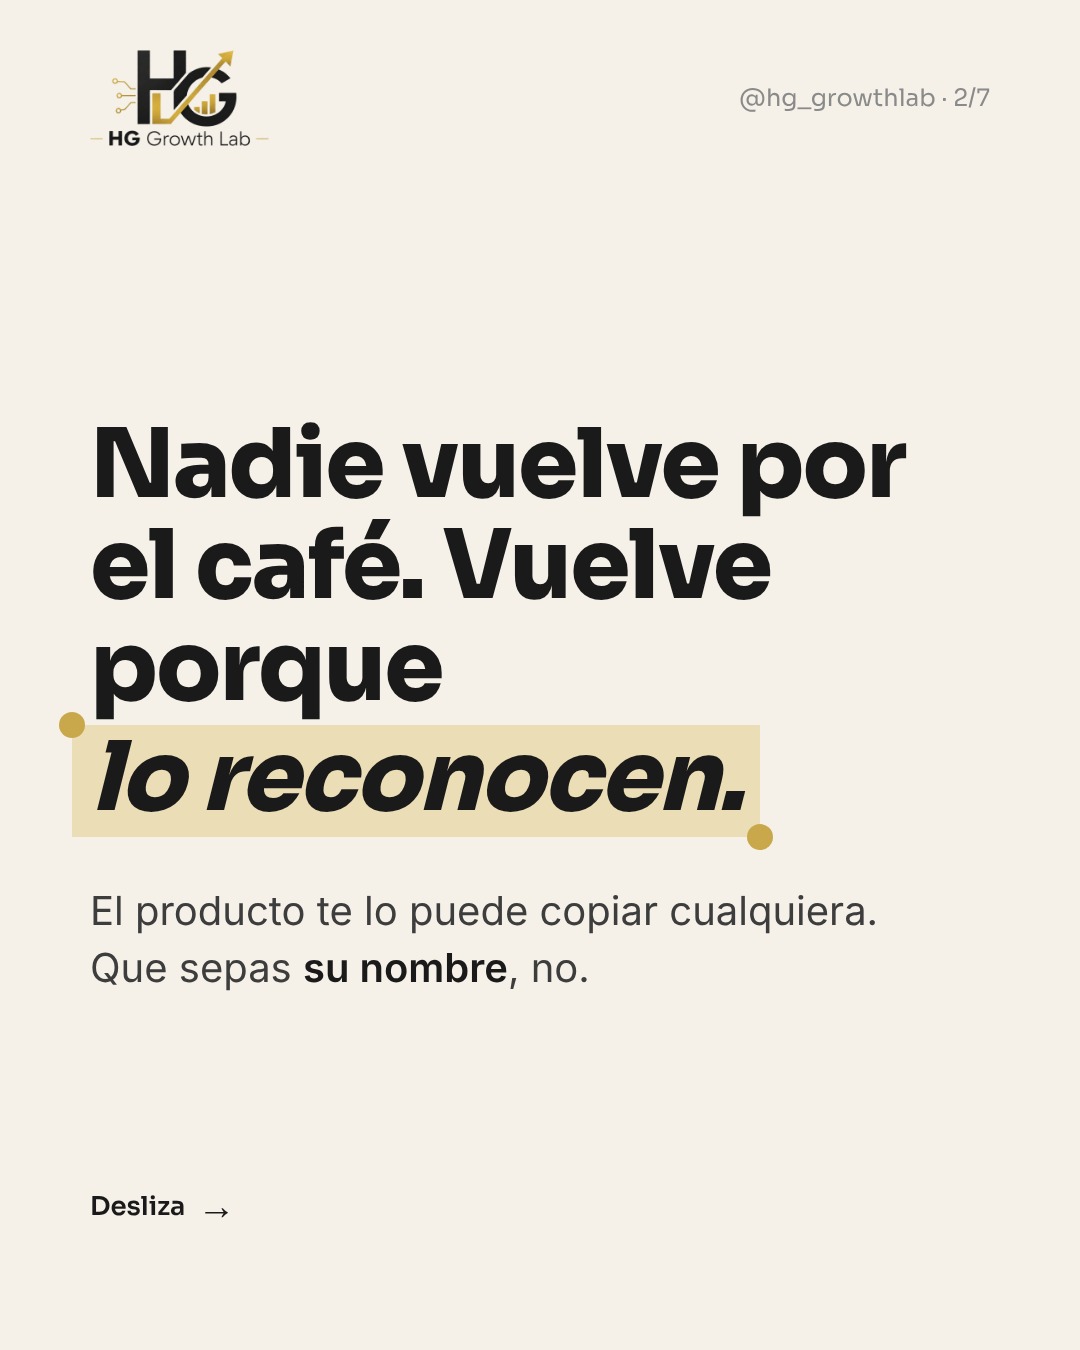 HG
HG Growth Lab
@hg_growthlab · 2/7
Nadie vuelve por
el café. Vuelve
porque
lo reconocen.
El producto te lo puede copiar cualquiera.
Que sepas su nombre, no.
Desliza →